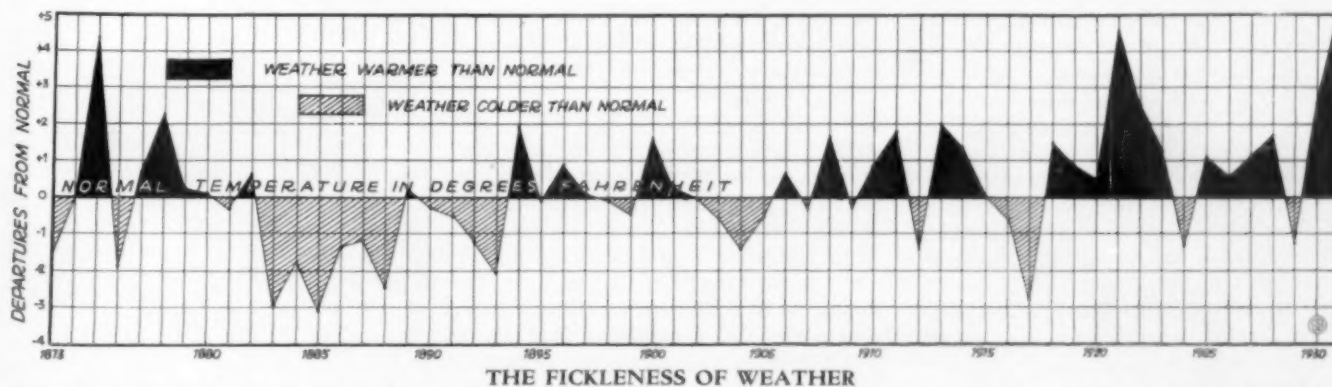 +5
+4
+3
+2
+1
0
-1
-2
-3
-4
DEPARTURES FROM NORMAL
WEATHER WARMER THAN NORMAL
WEATHER COLDER THAN NORMAL
NORMAL TEMPERATURE IN DEGREES FAHRENHEIT
1873 1880 1885 1890 1895 1900 1905 1910 1915 1920 1925 1930
THE FICKLENESS OF WEATHER